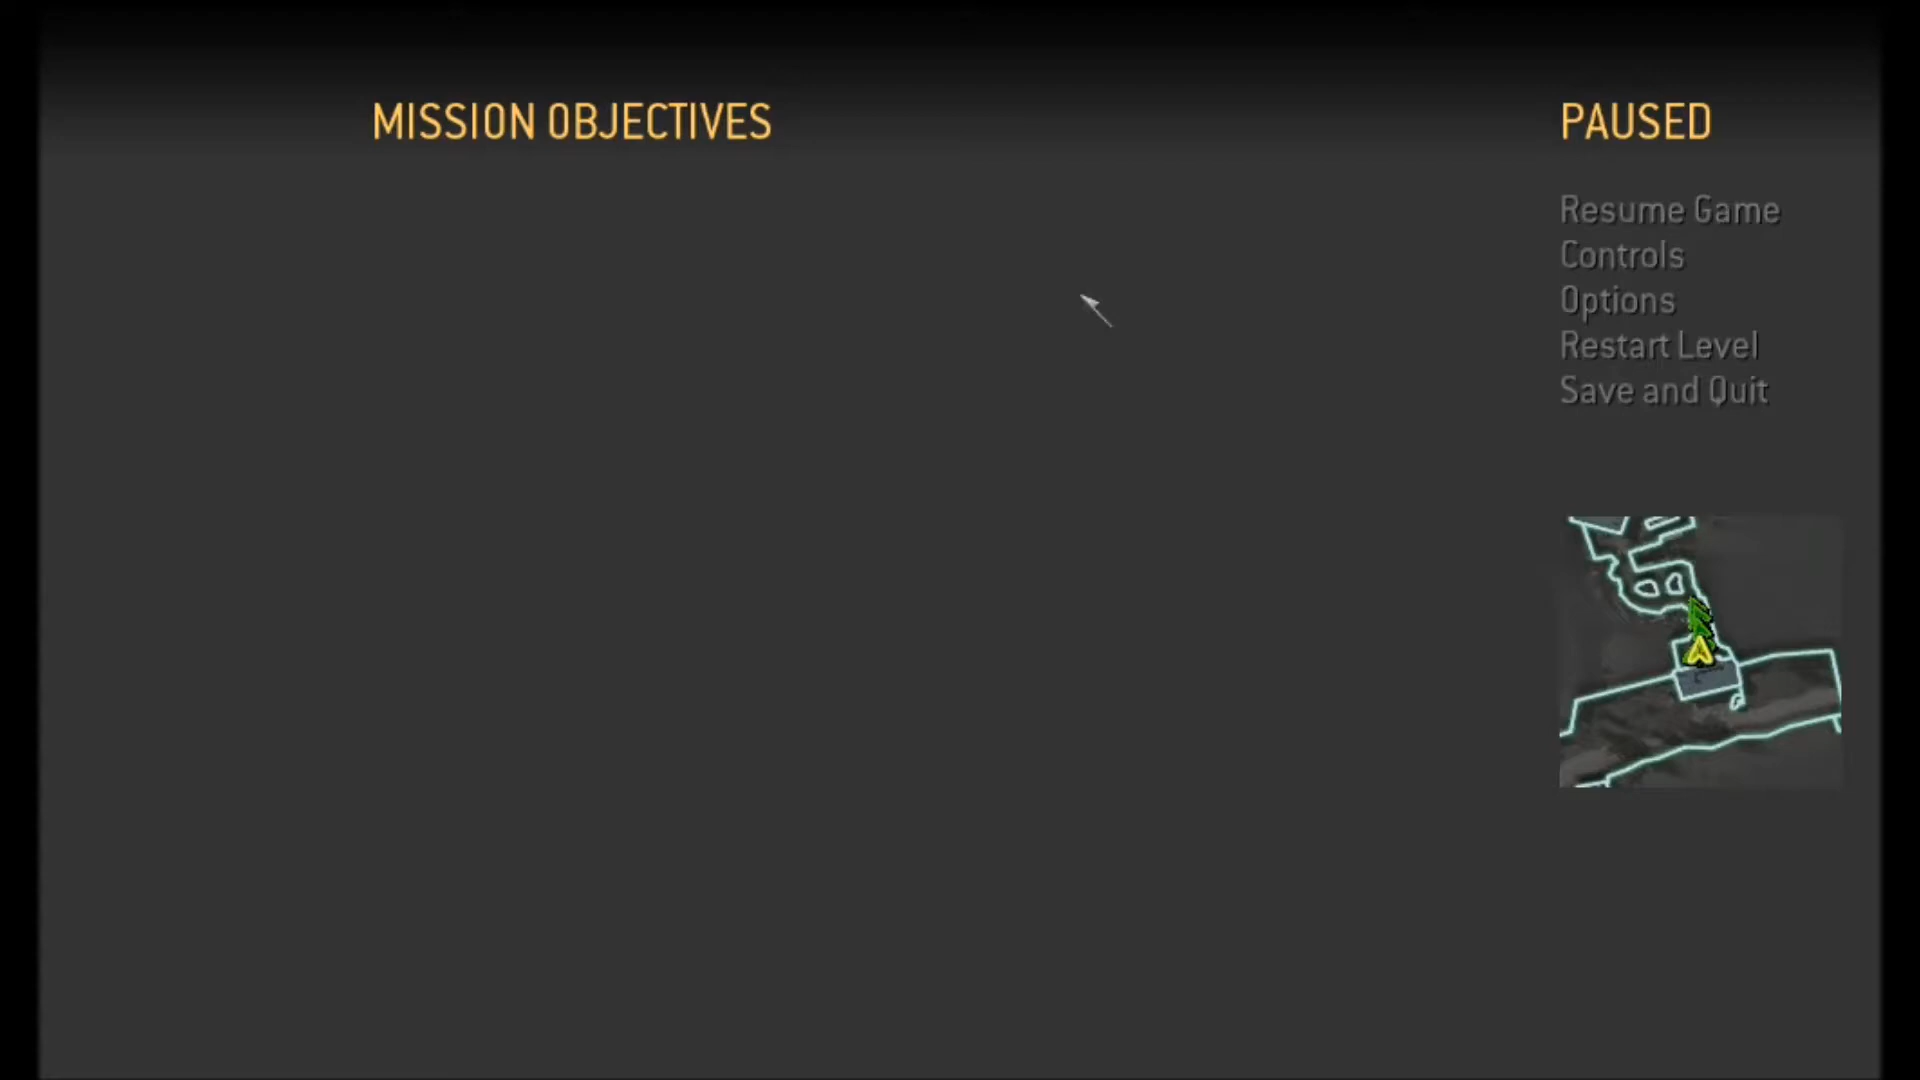 MISSION OBJECTIVES
PAUSED
Resume Game
Controls
Options
Restart Level
Save and Quit